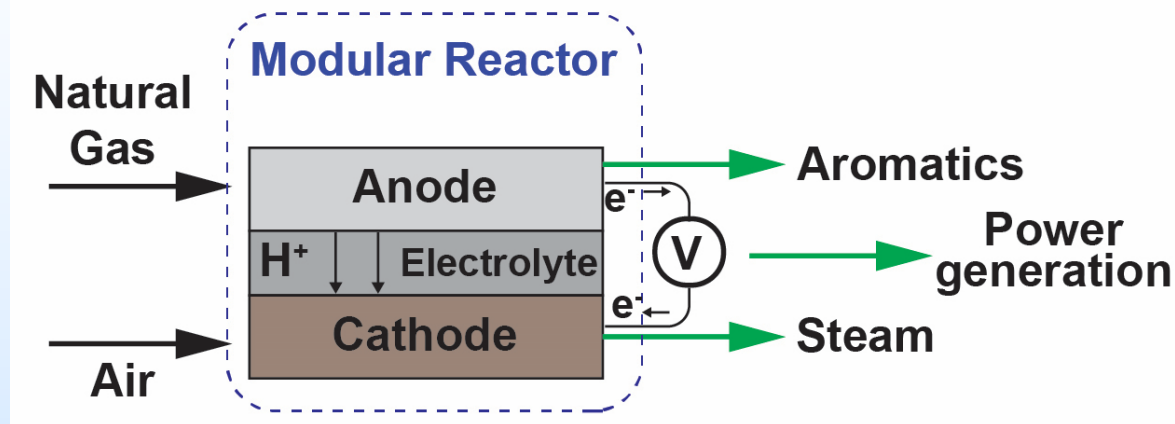 Modular Reactor
Natural
Gas
Anode
Aromatics
e-
H+
Electrolyte
V
Power
generation
e-
Cathode
Steam
Air